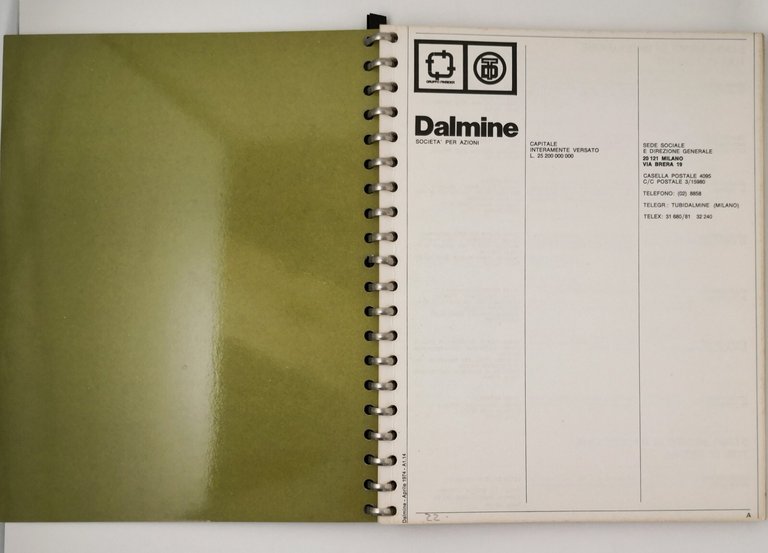 GRUPPO FINSIDER
Dalmine
SOCIETA' PER AZIONI
CAPITALE
INTERAMENTE VERSATO
L. 25 200 000 000
SEDE SOCIALE
E DIREZIONE GENERALE
20 121 MILANO
VIA BRERA 19
CASELLA POSTALE 4095
C/C POSTALE 3/15980
TELEFONO: (02) 8858
TELEGR.: TUBIDALMINE (MILANO)
TELEX: 31 680/81 32 240
Dalmine - Aprile 1974 - A1.14
22 -
A